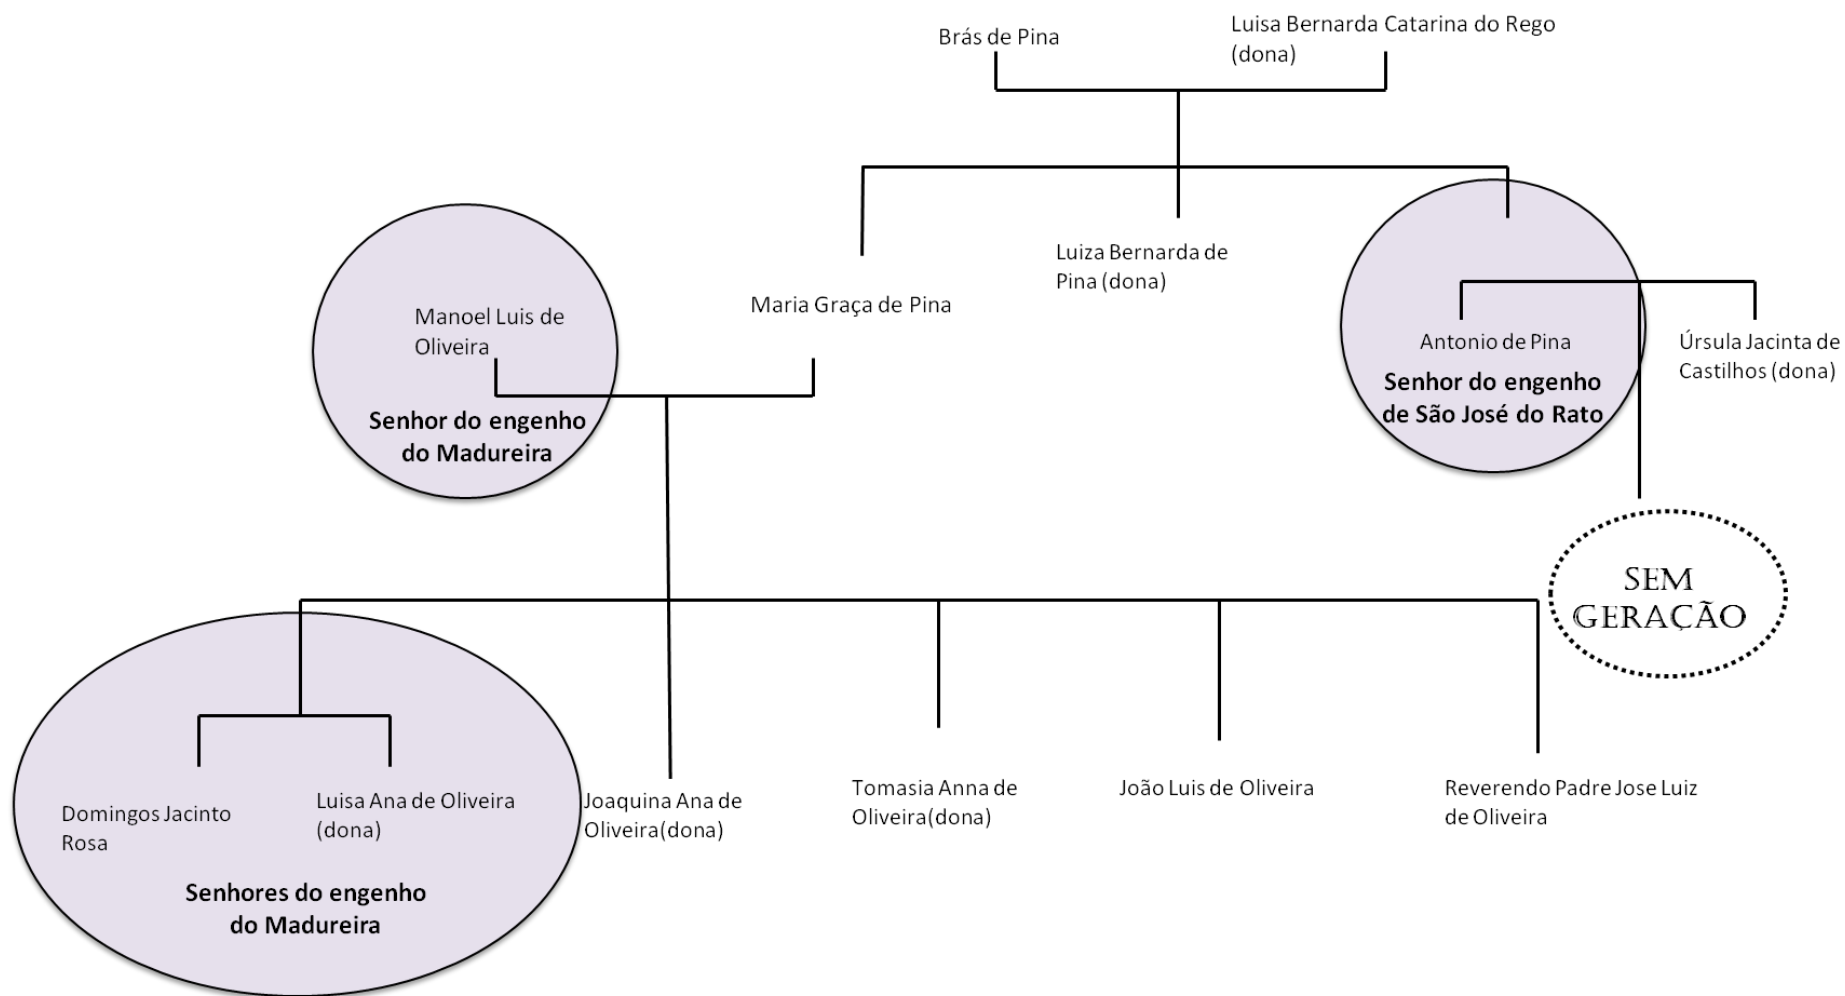 Brás de Pina
Luisa Bernarda Catarina do Rego
(dona)
Luiza Bernarda de
Pina (dona)
Maria Graça de Pina
Manoel Luis de
Oliveira
Senhor do engenho
do Madureira
Antonio de Pina
Senhor do engenho
de São José do Rato
Úrsula Jacinta de
Castilhos (dona)
SEM
GERAÇÃO
Domingos Jacinto
Rosa
Luisa Ana de Oliveira
(dona)
Senhores do engenho
do Madureira
Joaquina Ana de
Oliveira(dona)
Tomasia Anna de
Oliveira(dona)
João Luis de Oliveira
Reverendo Padre Jose Luiz
de Oliveira